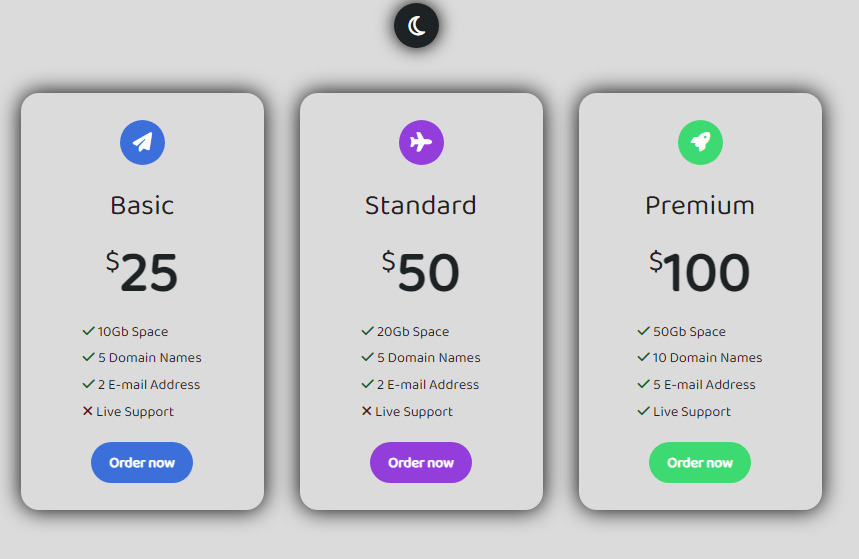 Basic
$25
10Gb Space
5 Domain Names
2 E-mail Address
Live Support
Order now
Standard
$50
20Gb Space
5 Domain Names
2 E-mail Address
Live Support
Order now
Premium
$100
50Gb Space
10 Domain Names
5 E-mail Address
Live Support
Order now